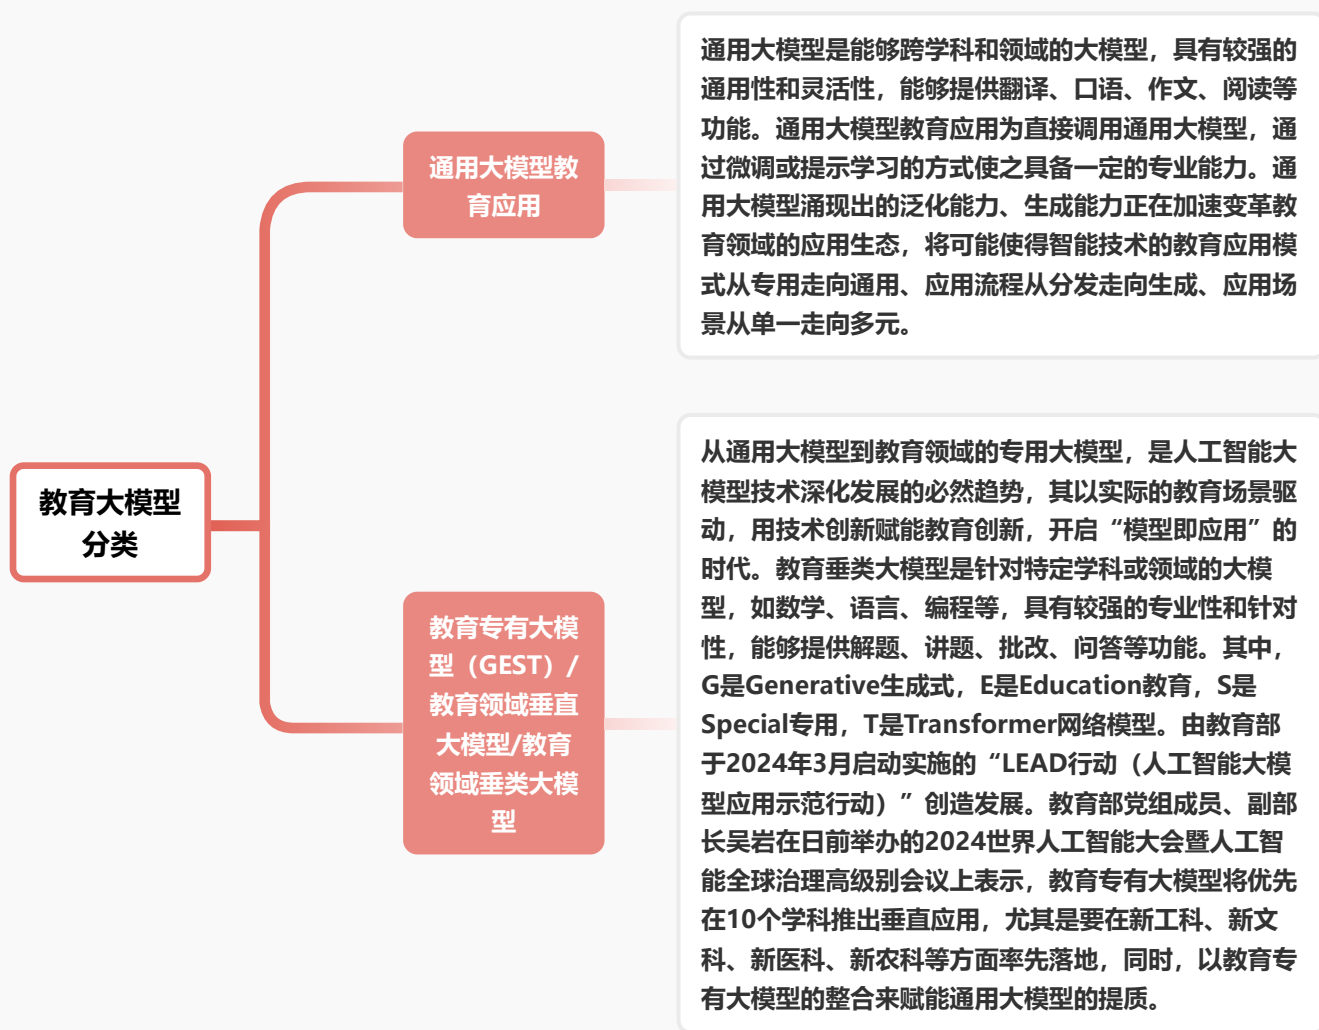 通用大模型是能够跨学科和领域的大模型，具有较强的
通用性和灵活性，能够提供翻译、口语、作文、阅读等
功能。通用大模型教育应用为直接调用通用大模型，通
过微调或提示学习的方式使之具备一定的专业能力。通
用大模型涌现出的泛化能力、生成能力正在加速变革教
育领域的应用生态，将可能使得智能技术的教育应用模
式从专用走向通用、应用流程从分发走向生成、应用场
景从单一走向多元。
通用大模型教
育应用
教育大模型
分类
教育专有大模
型（GEST）/
教育领域垂直
大模型/教育
领域垂类大模
型
从通用大模型到教育领域的专用大模型，是人工智能大
模型技术深化发展的必然趋势，其以实际的教育场景驱
动，用技术创新赋能教育创新，开启“模型即应用”的
时代。教育垂类大模型是针对特定学科或领域的大模
型，如数学、语言、编程等，具有较强的专业性和针对
性，能够提供解题、讲题、批改、问答等功能。其中，
G是Generative生成式，E是Education教育，S是
Special专用，T是Transformer网络模型。由教育部
于2024年3月启动实施的“LEAD行动（人工智能大模
型应用示范行动）”创造发展。教育部党组成员、副部
长吴岩在日前举办的2024世界人工智能大会暨人工智
能全球治理高级别会议上表示，教育专有大模型将优先
在10个学科推出垂直应用，尤其是要在新工科、新文
科、新医科、新农科等方面率先落地，同时，以教育专
有大模型的整合来赋能通用大模型的提质。